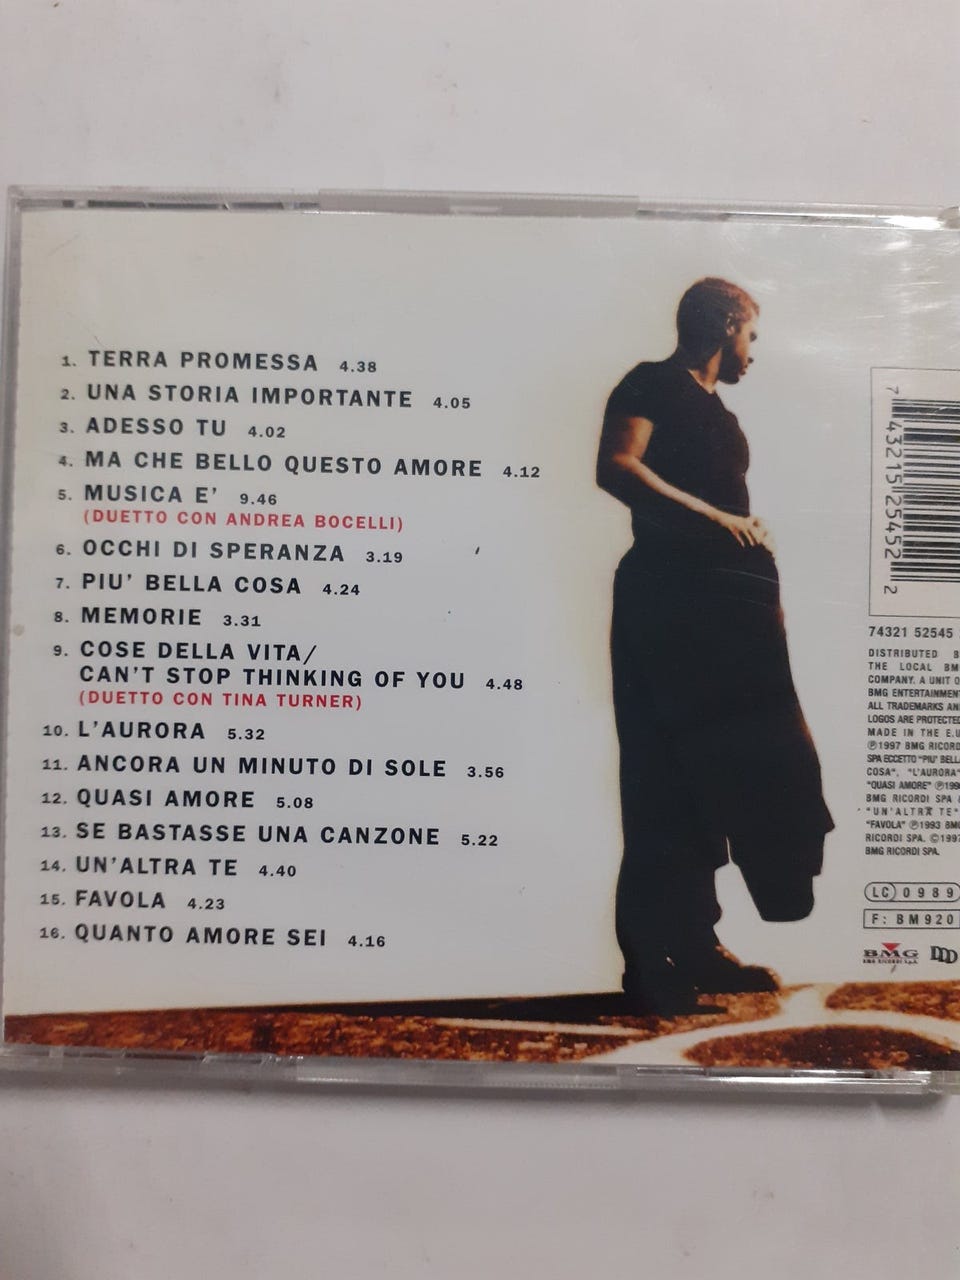 1. TERRA PROMESSA 4.38
2. UNA STORIA IMPORTANTE 4.05
3. ADESSO TU 4.02
4. MA CHE BELLO QUESTO AMORE 4.12
5. MUSICA E' 9.46
(DUETTO CON ANDREA BOCELLI)
6. OCCHI DI SPERANZA 3.19
7. PIU' BELLA COSA 4.24
8. MEMORIE 3.31
9. COSE DELLA VITA/
CAN'T STOP THINKING OF YOU 4.48
(DUETTO CON TINA TURNER)
10. L'AURORA 5.32
11. ANCORA UN MINUTO DI SOLE 3.56
12. QUASI AMORE 5.08
13. SE BASTASSE UNA CANZONE 5.22
14. UN'ALTRA TE 4.40
15. FAVOLA 4.23
16. QUANTO AMORE SEI 4.16
7 43215 25452 2
74321 52545
DISTRIBUTED
THE LOCAL
COMPANY. A UNIT
BMG ENTERTAINMENT
ALL TRADEMARKS
LOGOS ARE PROTECTED
MADE IN THE
℗1997 BMG RICORDI
SPA ECCETTO "PIU'
COSA", "L'AURORA"
"QUASI AMORE"
BMG RICORDI SPA
"UN'ALTRA TE"
"FAVOLA" ℗1993
RICORDI SPA.
BMG RICORDI SPA.
LC 0989
F: BM920
BMG
BMG RICORDI S.p.A.
DDD